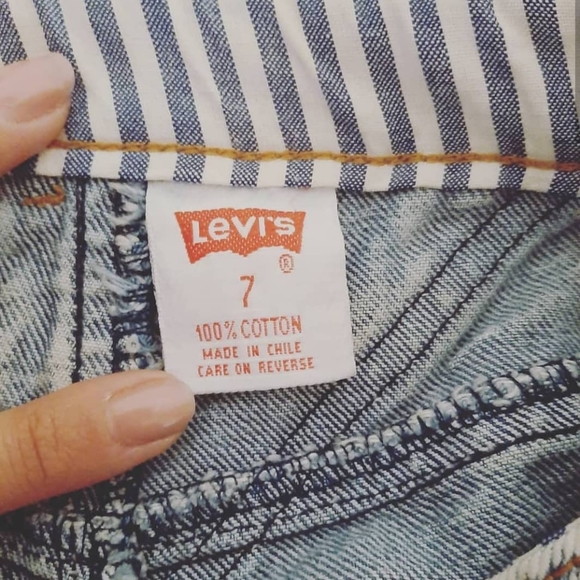 Levi's
®
7
100% COTTON
MADE IN CHILE
CARE ON REVERSE